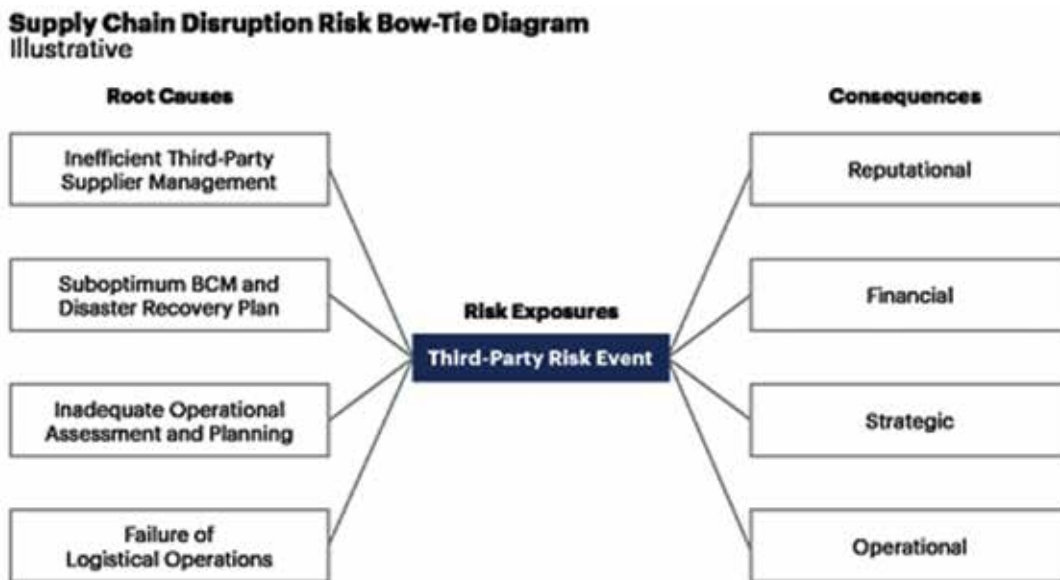 Supply Chain Disruption Risk Bow-Tie Diagram
Illustrative
Root Causes
Consequences
Inefficient Third-Party
Supplier Management
Reputational
Suboptimum BCM and
Disaster Recovery Plan
Financial
Risk Exposures
Third-Party Risk Event
Inadequate Operational
Assessment and Planning
Strategic
Failure of
Logistical Operations
Operational